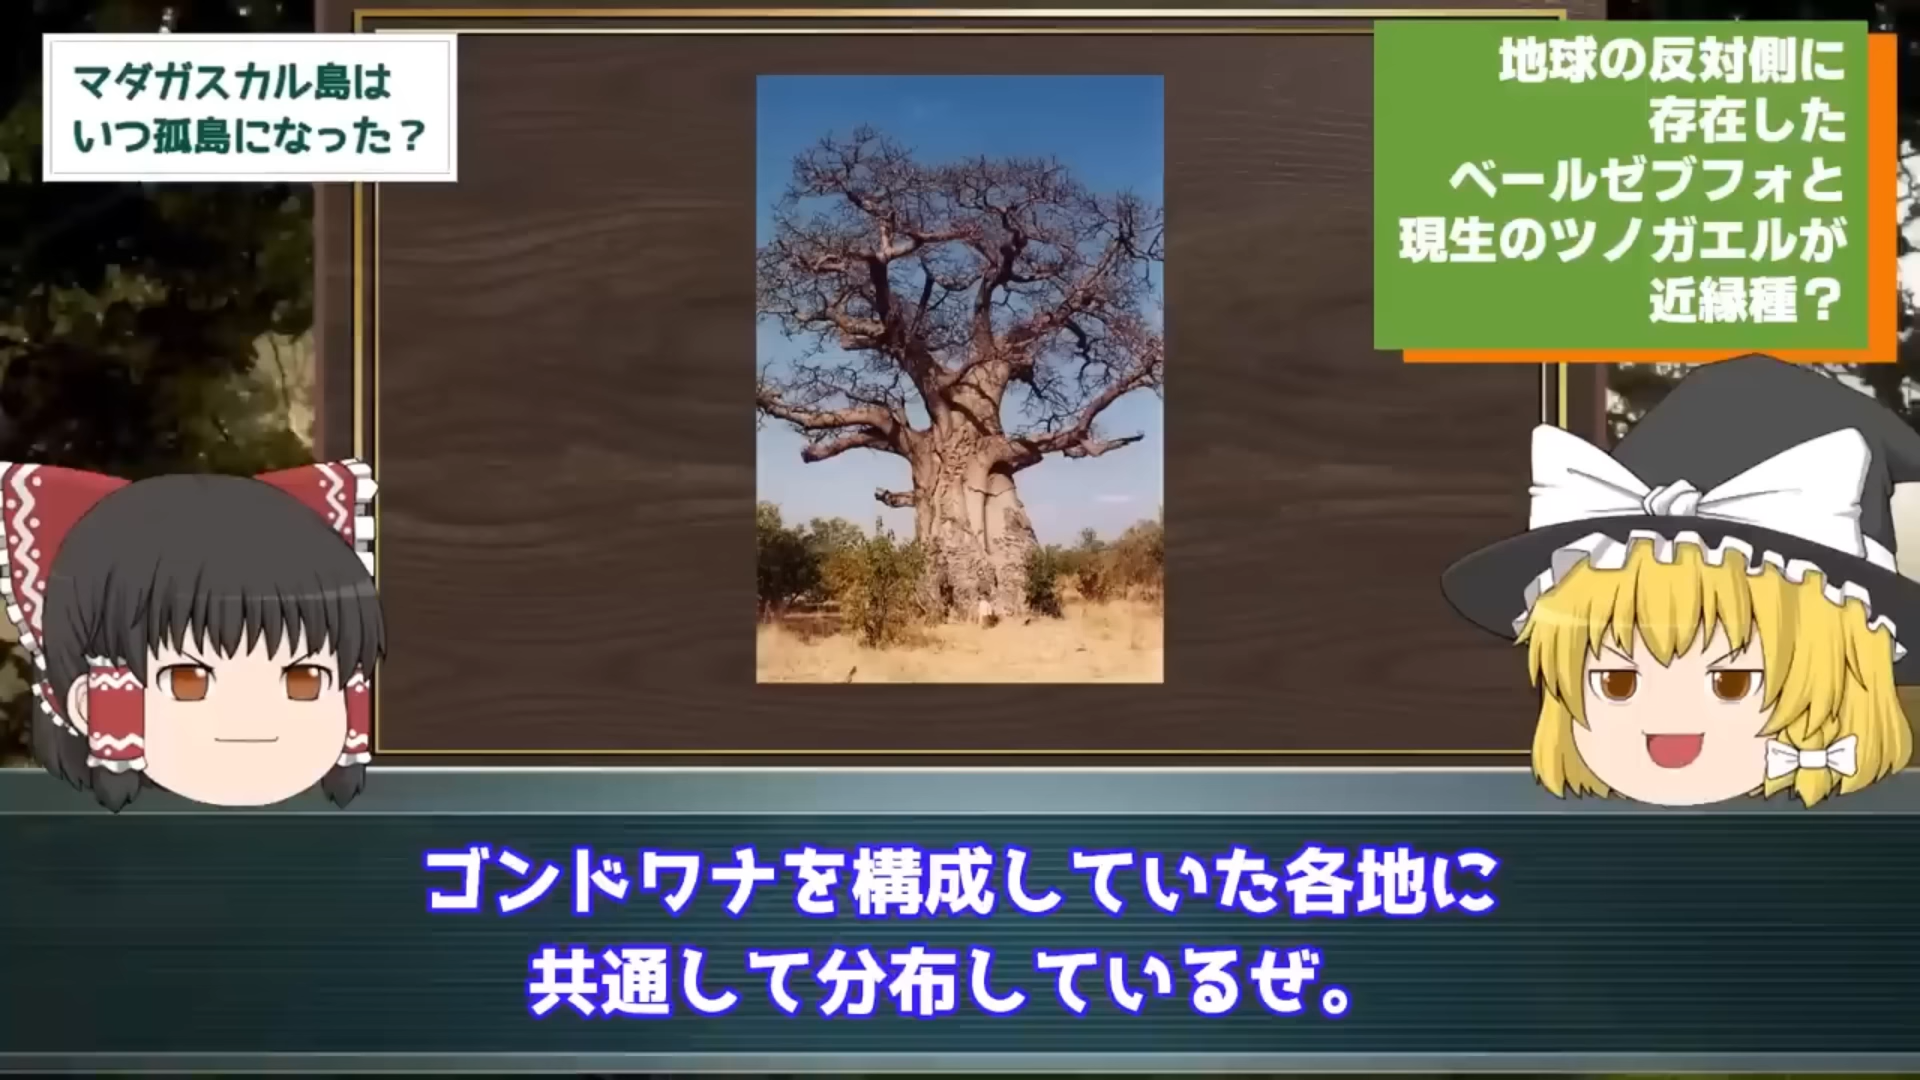 マダガスカル島は
いつ孤島になった？
地球の反対側に
存在した
ベールゼブフォと
現生のツノガエルが
近縁種？
ゴンドワナを構成していた各地に
共通して分布しているぜ。